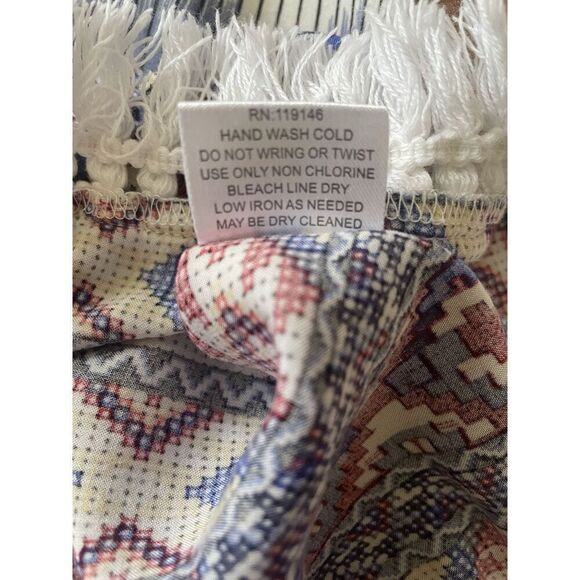 RN:119146
HAND WASH COLD
DO NOT WRING OR TWIST
USE ONLY NON CHLORINE
BLEACH LINE DRY
LOW IRON AS NEEDED
MAY BE DRY CLEANED